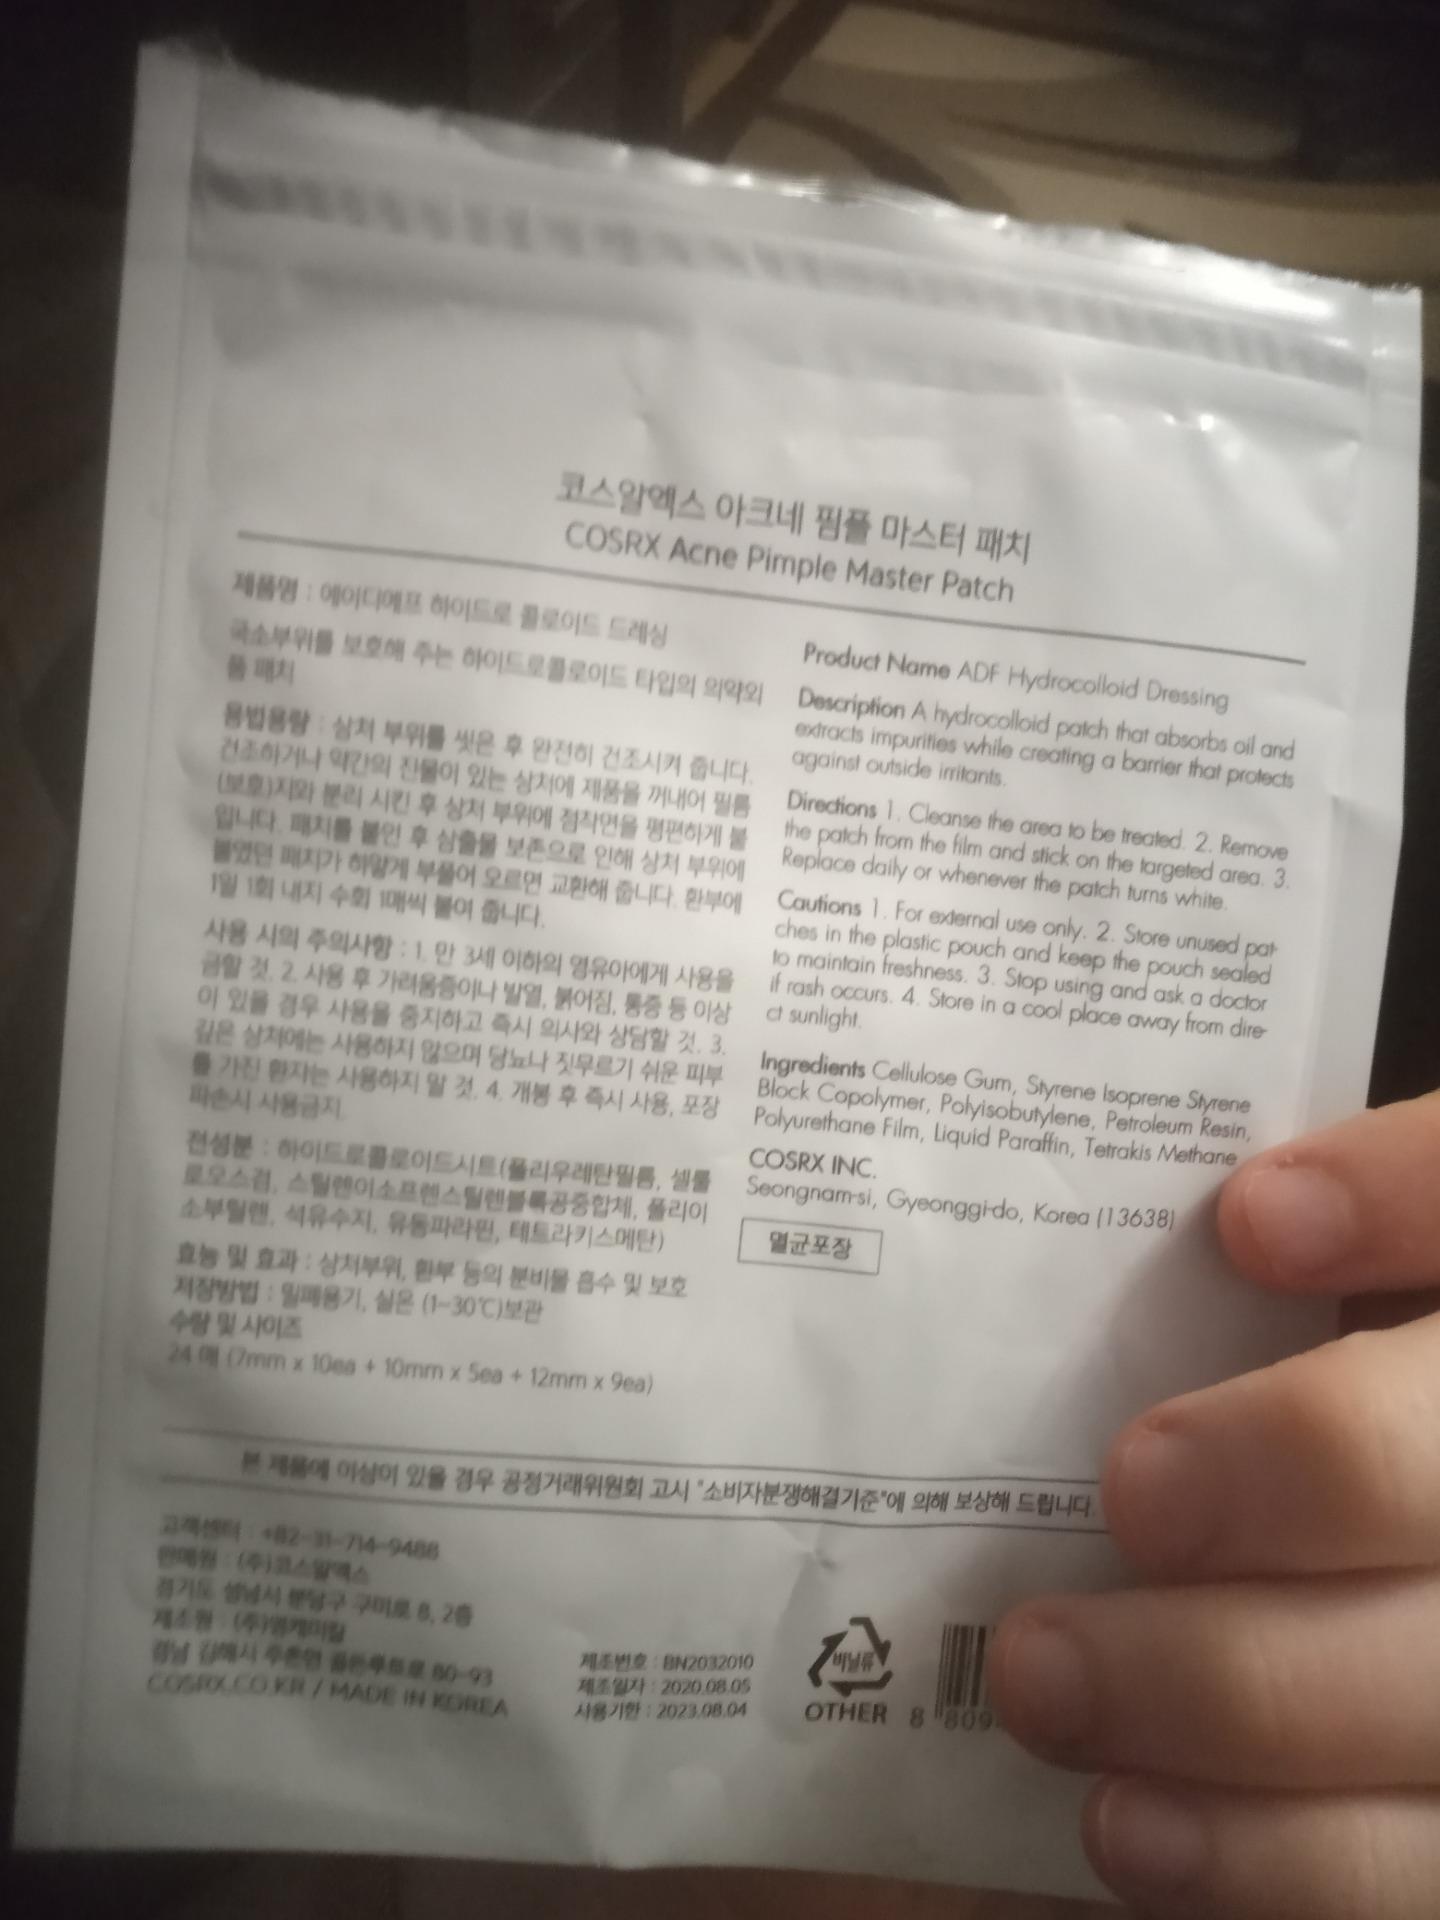 코스알엑스 아크네 핌플 마스터 패치
COSRX Acne Pimple Master Patch
제품명 : 에이디에프 하이드로 콜로이드 드레싱
국소부위를 보호해 주는 하이드로콜로이드 타입의 의약외
품 패치
용법용량 : 상처 부위를 씻은 후 완전히 건조시켜 줍니다.
건조하거나 약간의 진물이 있는 상처에 제품을 꺼내어 필름
(보호)지와 분리 시킨 후 상처 부위에 점착면을 평편하게 붙
입니다. 패치를 붙인 후 삼출물 보존으로 인해 상처 부위에
붙였던 패치가 하얗게 부풀어 오르면 교환해 줍니다. 환부에
1일 1회 내지 수회 1매씩 붙여 줍니다.
사용 시의 주의사항 : 1. 만 3세 이하의 영유아에게 사용을
금할 것. 2. 사용 후 가려움증이나 발열, 붉어짐, 통증 등 이상
이 있을 경우 사용을 중지하고 즉시 의사와 상담할 것. 3.
깊은 상처에는 사용하지 않으며 당뇨나 짓무르기 쉬운 피부
를 가진 환자는 사용하지 말 것. 4. 개봉 후 즉시 사용, 포장
파손시 사용금지.
전성분 : 하이드로콜로이드시트(폴리우레탄필름, 셀룰
로오스검, 스틸렌이소프렌스틸렌블록공중합체, 폴리이
소부틸렌, 석유수지, 유동파라핀, 테트라키스메탄)
효능 및 효과 : 상처부위, 환부 등의 분비물 흡수 및 보호
저장방법 : 밀폐용기, 실온 (1-30℃)보관
수량 및 사이즈
24 매 (7mm x 10ea + 10mm x 5ea + 12mm x 9ea)
Product Name ADF Hydrocolloid Dressing
Description A hydrocolloid patch that absorbs oil and
extracts impurities while creating a barrier that protects
against outside irritants.
Directions 1. Cleanse the area to be treated. 2. Remove
the patch from the film and stick on the targeted area. 3.
Replace daily or whenever the patch turns white.
Cautions 1. For external use only. 2. Store unused pat-
ches in the plastic pouch and keep the pouch sealed
to maintain freshness. 3. Stop using and ask a doctor
if rash occurs. 4. Store in a cool place away from dire-
ct sunlight.
Ingredients Cellulose Gum, Styrene Isoprene Styrene
Block Copolymer, Polyisobutylene, Petroleum Resin,
Polyurethane Film, Liquid Paraffin, Tetrakis Methane
COSRX INC.
Seongnam-si, Gyeonggi-do, Korea (13638)
멸균포장
본 제품에 이상이 있을 경우 공정거래위원회 고시 "소비자분쟁해결기준"에 의해 보상해 드립니다.
고객센터 : +82-31-714-9488
판매원 : (주)코스알엑스
경기도 성남시 분당구 구미로 8, 2층
제조원 : (주)영케미칼
경남 김해시 주촌면 골든루트로 80-93
COSRX.CO.KR / MADE IN KOREA
제조번호 : BN2032010
제조일자 : 2020.08.05
사용기한 : 2023.08.04
비닐류
OTHER
8 809